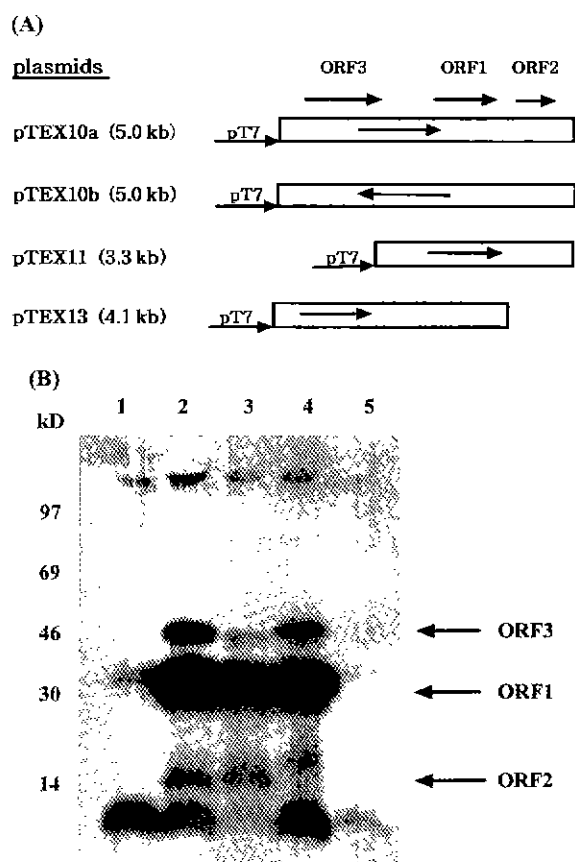 (A)
plasmids
ORF3 ORF1 ORF2
pTEX10a (5.0 kb) pT7
pTEX10b (5.0 kb) pT7
pTEX11 (3.3 kb) pT7
pTEX13 (4.1 kb) pT7
(B)
kD 1 2 3 4 5
97
69
46 ORF3
30 ORF1
14 ORF2